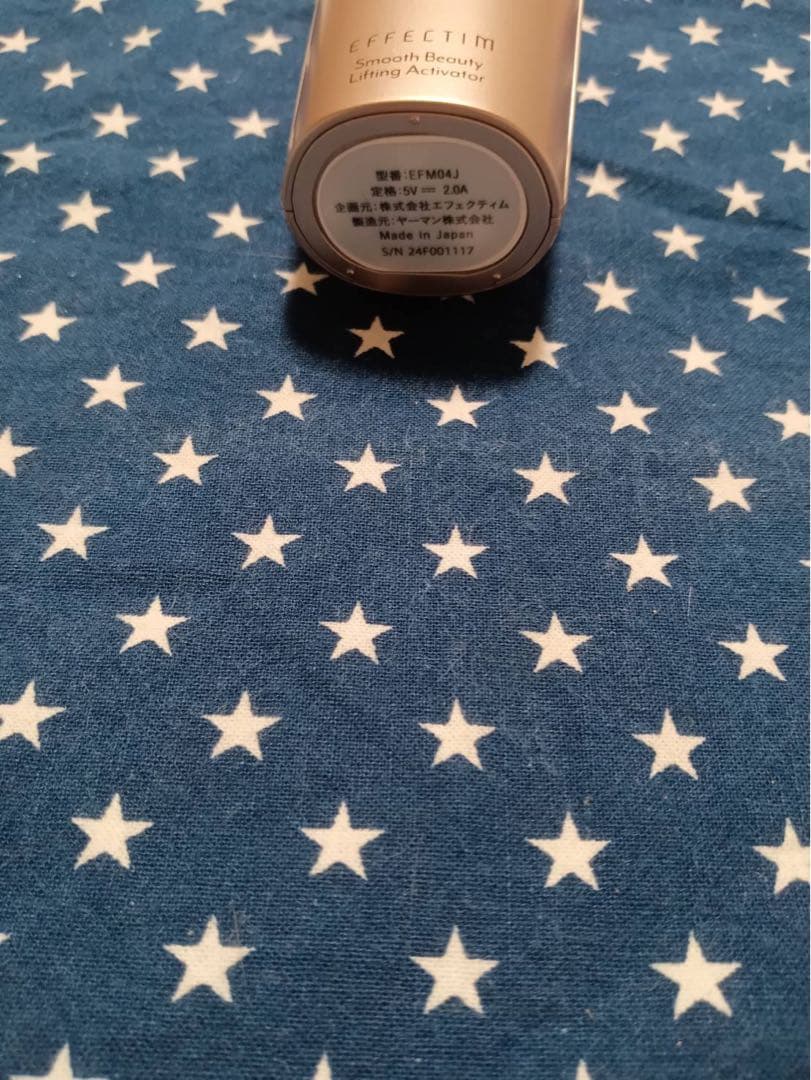 EFFECTIM
Smooth Beauty
Lifting Activator
型番:EFM04J
定格:5V⎓2.0A
企画元:株式会社エフェクティム
製造元:ヤーマン株式会社
Made in Japan
S/N 24F001117